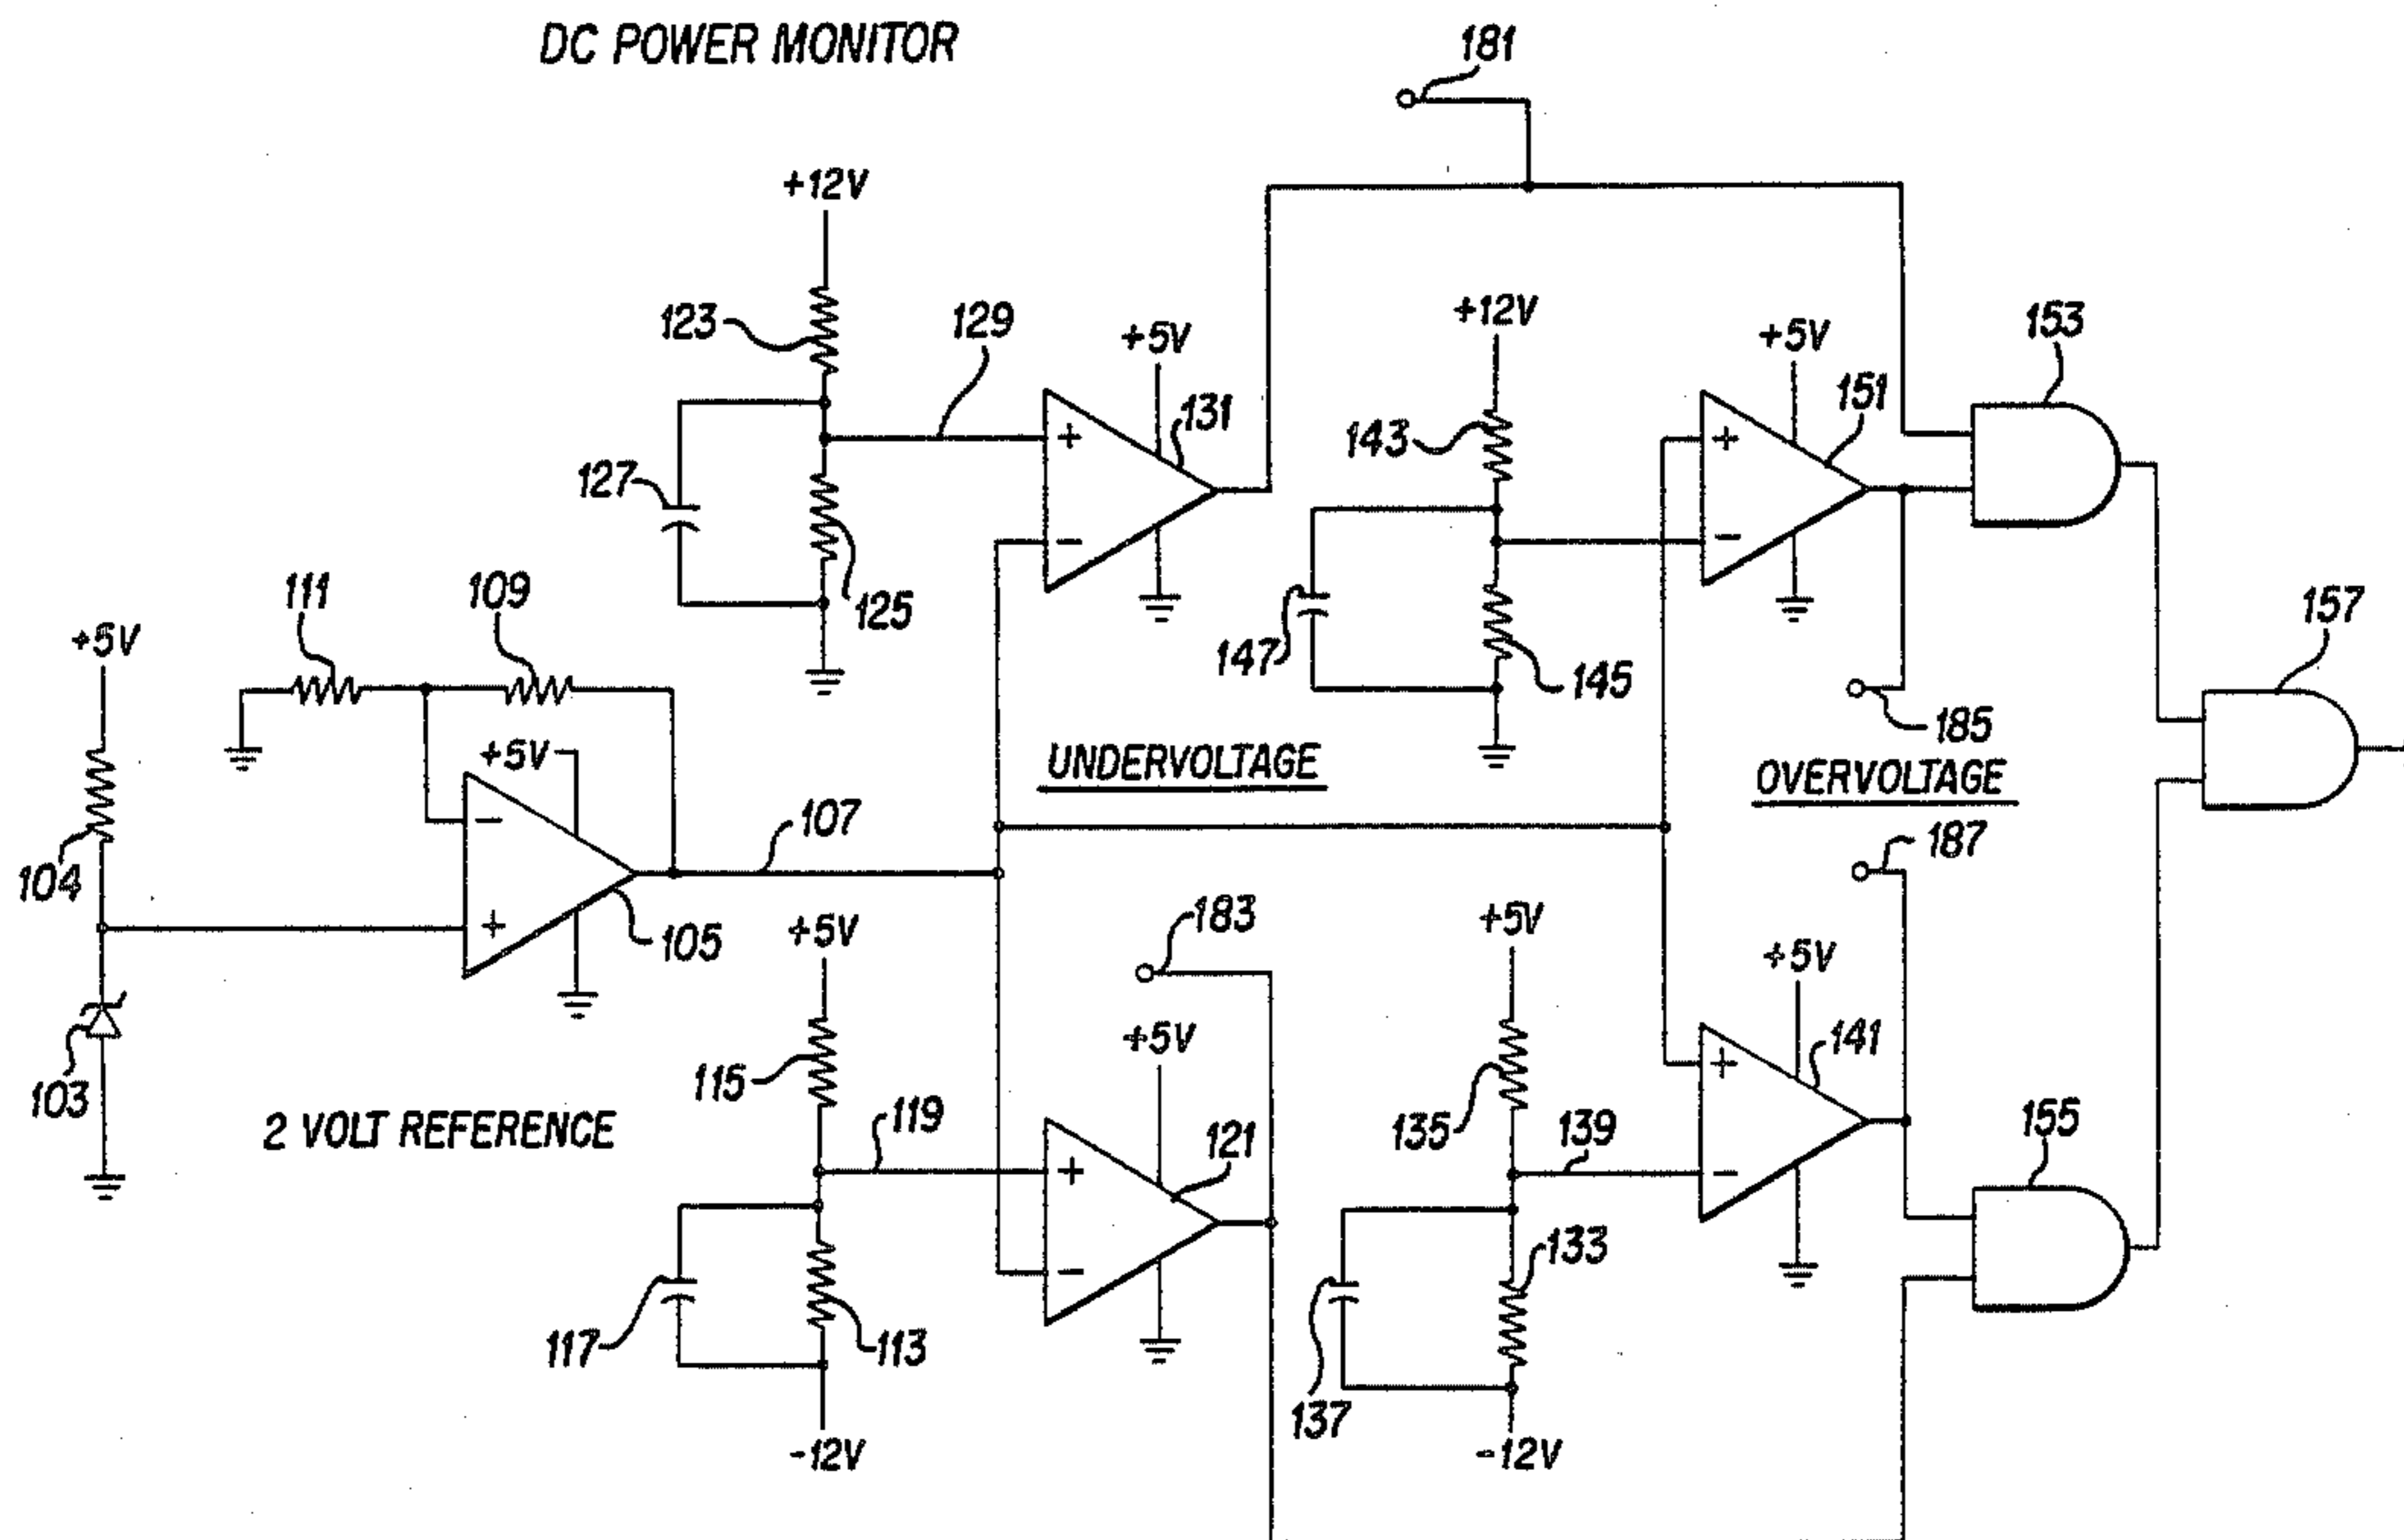 DC POWER MONITOR
181
+12V
123
129
+5V
131
127
125
+12V
143
+5V
151
153
147
145
185
157
111
109
+5V
+5V
104
103
105
107
UNDERVOLTAGE
OVERVOLTAGE
187
183
2 VOLT REFERENCE
+5V
115
119
+5V
121
117
113
-12V
+5V
135
139
+5V
141
155
133
137
-12V
+
-
+
-
-
+
+
-
+
-